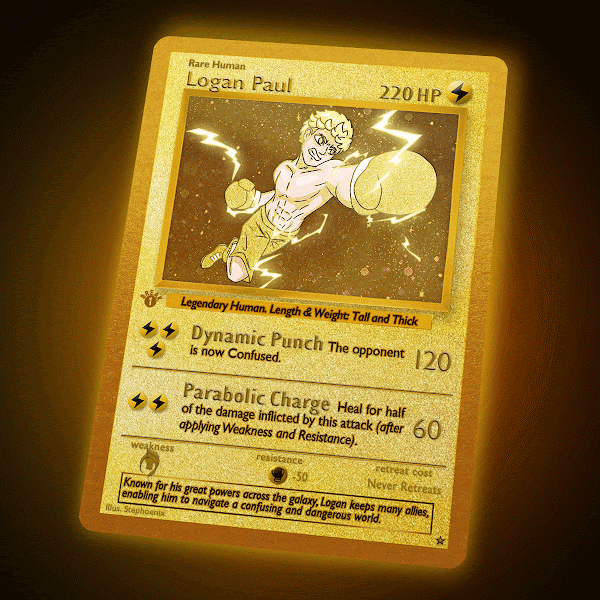 Rare Human
Logan Paul
220 HP
1
Legendary Human. Length & Weight: Tall and Thick
Dynamic Punch The opponent
is now Confused.
120
Parabolic Charge Heal for half
of the damage inflicted by this attack (after
applying Weakness and Resistance).
60
weakness
resistance
-50
retreat cost
Never Retreats
Known for his great powers across the galaxy, Logan keeps many allies,
enabling him to navigate a confusing and dangerous world.
Illus. Stephoenix